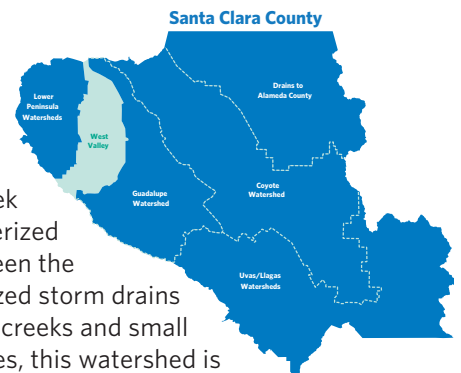 Santa Clara County
Drains to
Alameda County
Lower
Peninsula
Watersheds
West
Valley
Guadalupe
Watershed
Coyote
Watershed
Uvas/Llagas
Watersheds
ek
erized
een the
zed storm drains
creeks and small
es, this watershed is